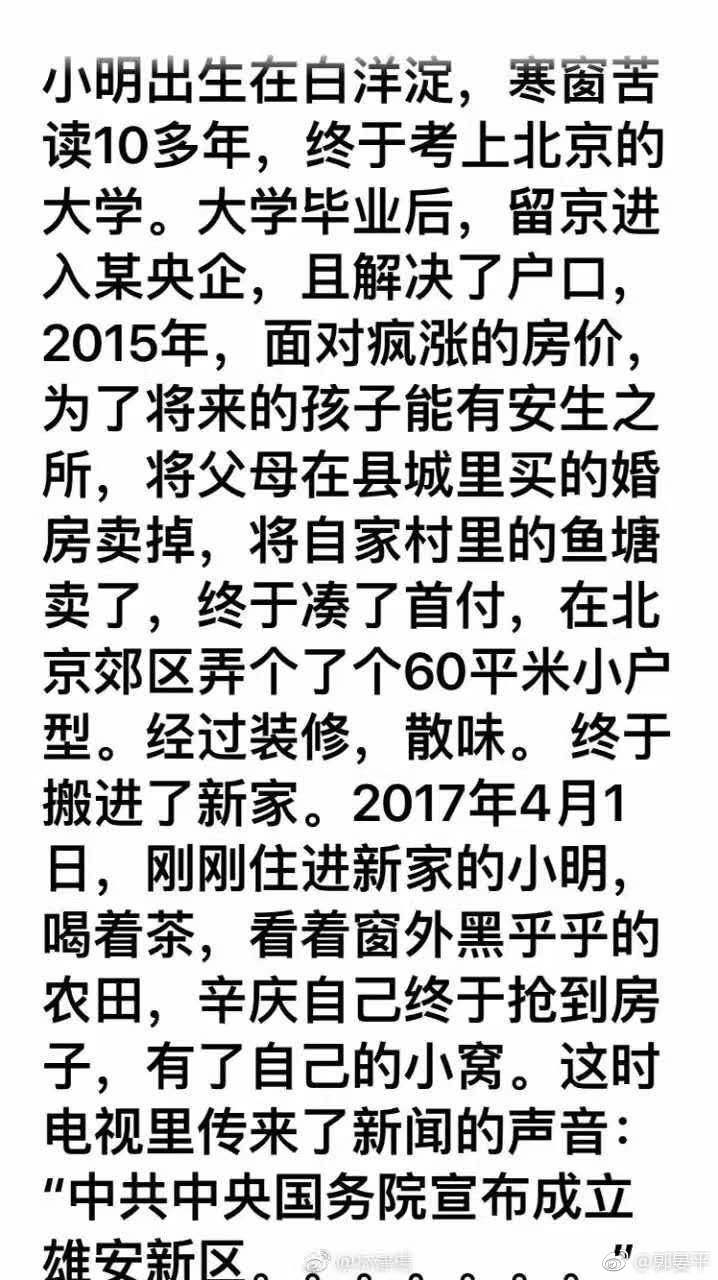 小明出生在白洋淀，寒窗苦
读10多年，终于考上北京的
大学。大学毕业后，留京进
入某央企，且解决了户口，
2015年，面对疯涨的房价，
为了将来的孩子能有安生之
所，将父母在县城里买的婚
房卖掉，将自家村里的鱼塘
卖了，终于凑了首付，在北
京郊区弄个了个60平米小户
型。经过装修，散味。 终于
搬进了新家。2017年4月1
日，刚刚住进新家的小明，
喝着茶，看着窗外黑乎乎的
农田，辛庆自己终于抢到房
子，有了自己的小窝。这时
电视里传来了新闻的声音：
“中共中央国务院宣布成立
雄安新区。。。。。。。”
@郭晏平